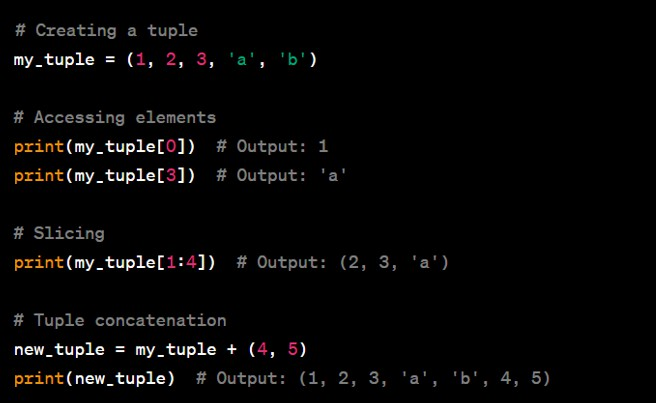 # Creating a tuple
my_tuple = (1, 2, 3, 'a', 'b')
# Accessing elements
print(my_tuple[0])  # Output: 1
print(my_tuple[3])  # Output: 'a'
# Slicing
print(my_tuple[1:4])  # Output: (2, 3, 'a')
# Tuple concatenation
new_tuple = my_tuple + (4, 5)
print(new_tuple)  # Output: (1, 2, 3, 'a', 'b', 4, 5)